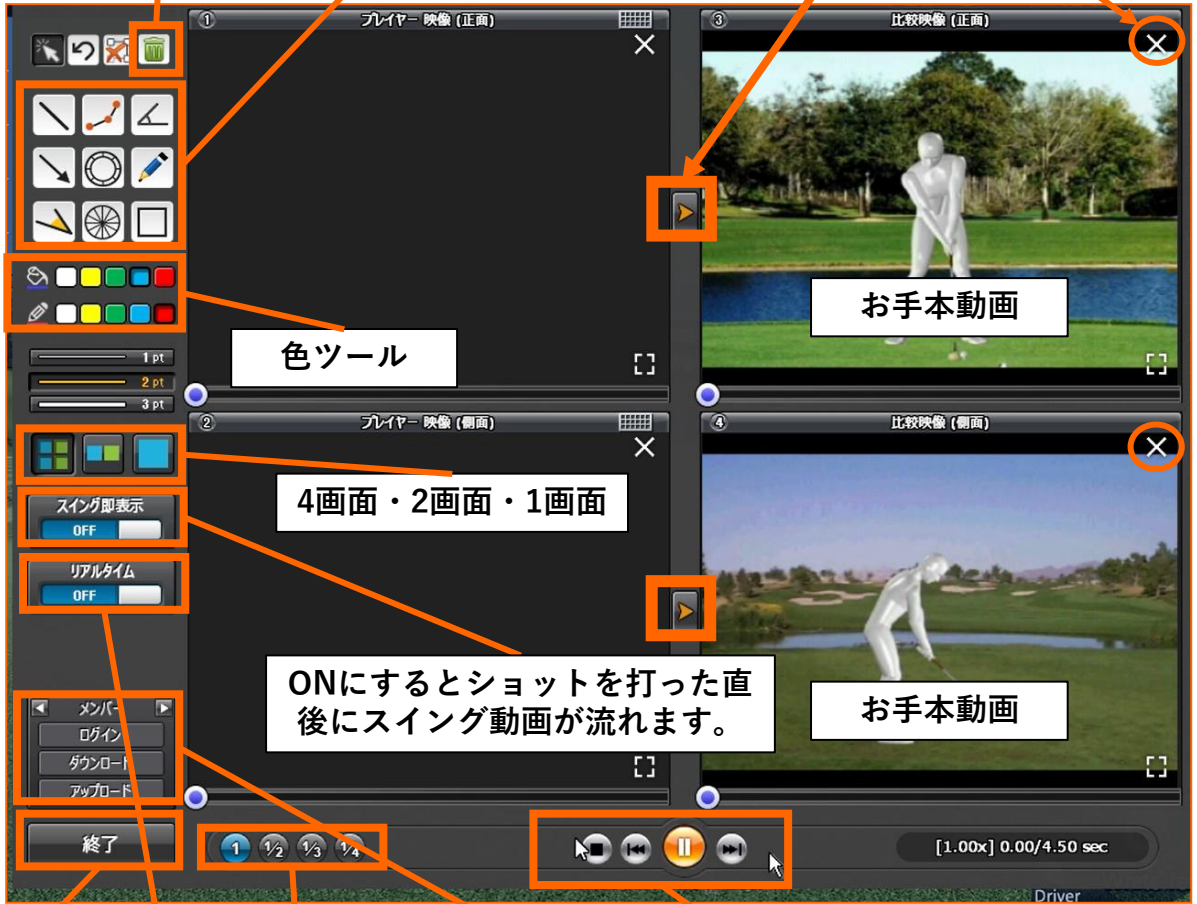 ① プレイヤー 映像 (正面)
③ 比較映像 (正面)
お手本動画
色ツール
1 pt
2 pt
3 pt
② プレイヤー 映像 (側面)
④ 比較映像 (側面)
4画面・2画面・1画面
スイング即表示
OFF
リアルタイム
OFF
ONにするとショットを打った直
後にスイング動画が流れます。
お手本動画
メンバー
ログイン
ダウンロード
アップロード
終了
1 1/2 1/3 1/4
[1.00x] 0.00/4.50 sec
Driver